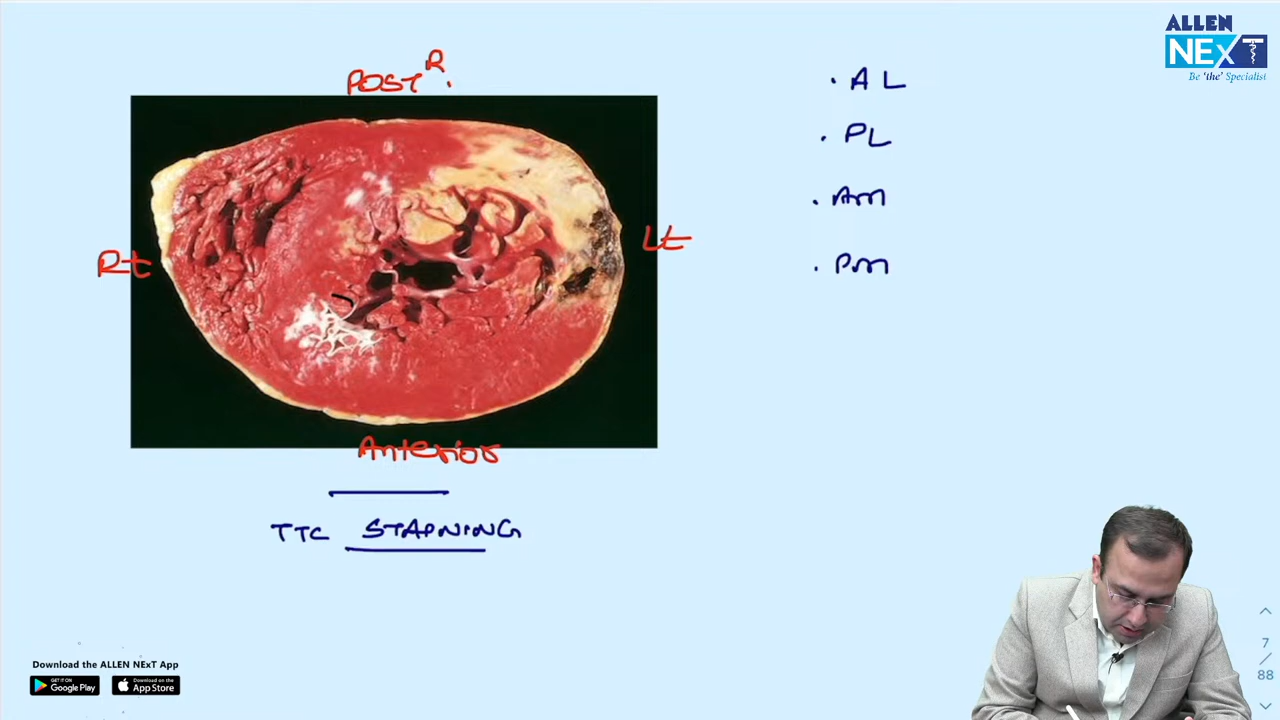 ALLEN
NExT
Be 'the' Specialist
POSTR.
. AL
. PL
. Am
. Pm
Rt
Lt
Anterior
TTC STAINING
Download the ALLEN NExT App
GET IT ON
Google Play
Download on the
App Store
7
/
88